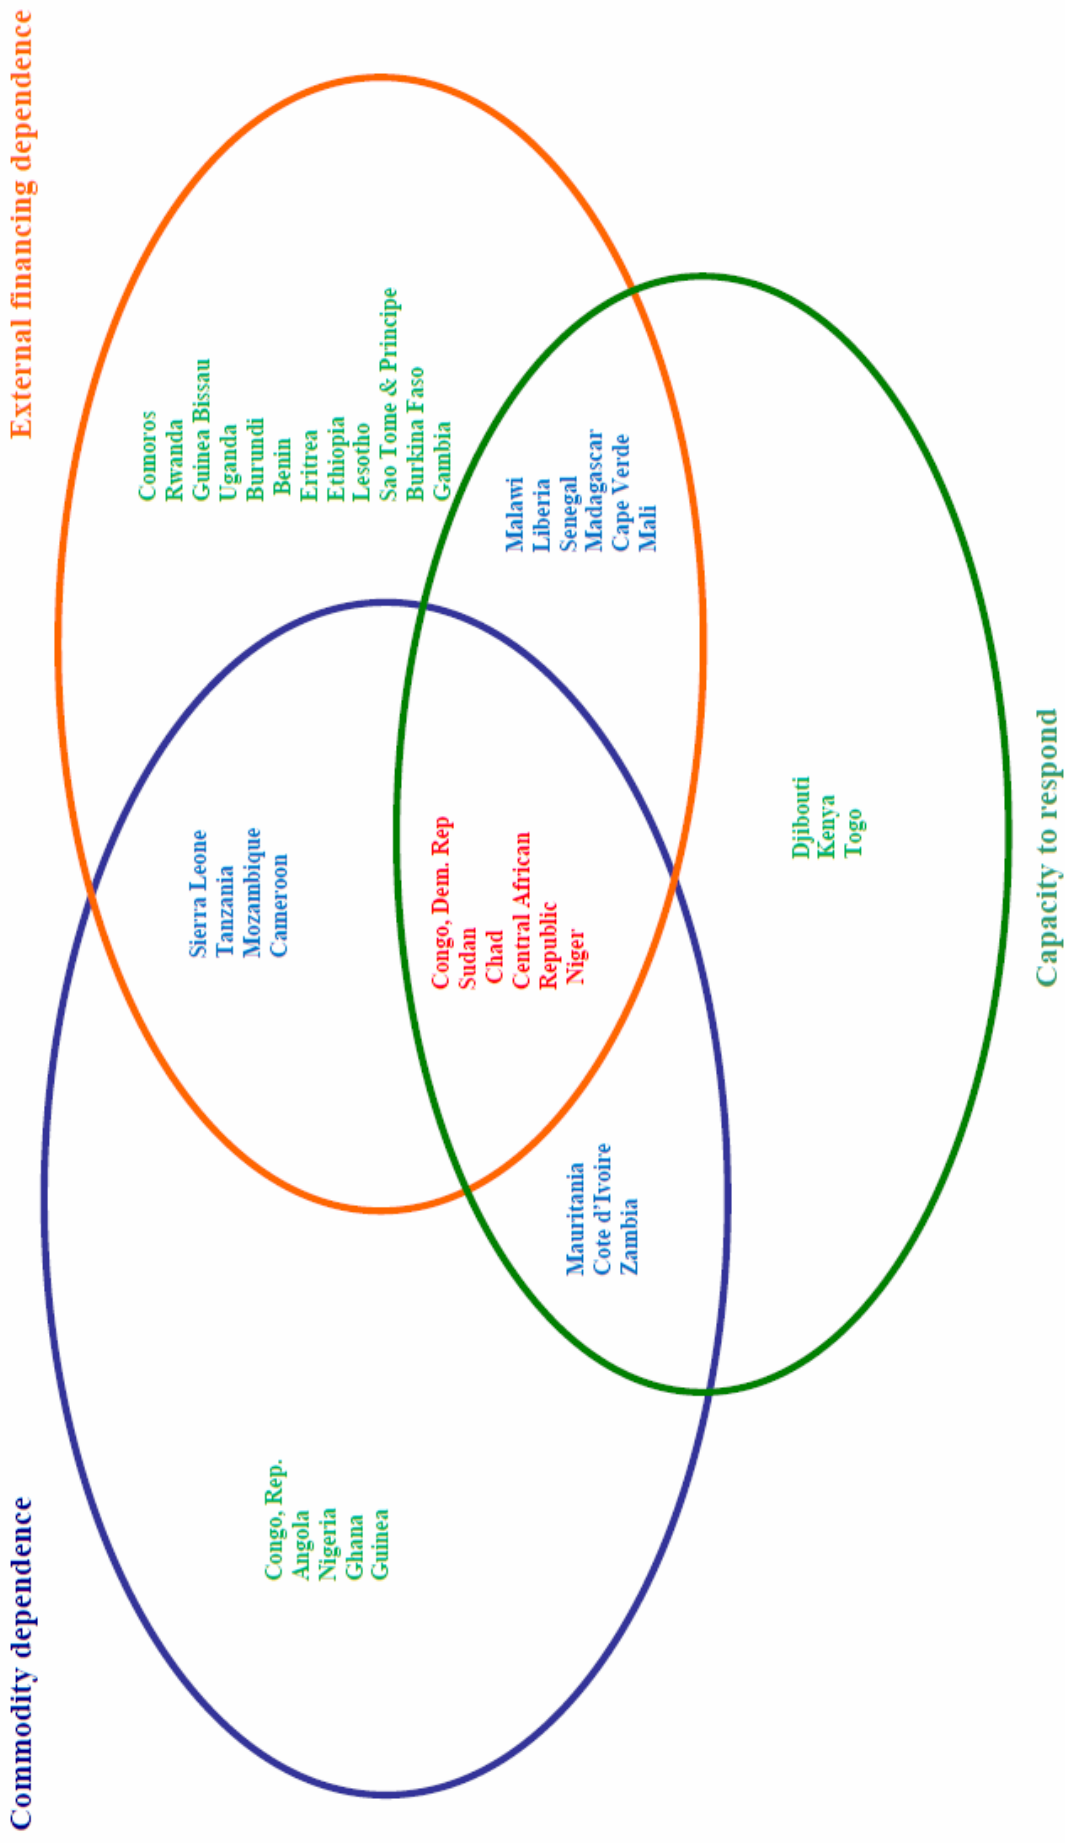 Commodity dependence
External financing dependence
Comoros
Rwanda
Guinea Bissau
Uganda
Burundi
Benin
Eritrea
Ethiopia
Lesotho
Sao Tome & Principe
Burkina Faso
Gambia
Sierra Leone
Tanzania
Mozambique
Cameroon
Congo, Rep.
Angola
Nigeria
Ghana
Guinea
Congo, Dem. Rep
Sudan
Chad
Central African
Republic
Niger
Malawi
Liberia
Senegal
Madagascar
Cape Verde
Mali
Mauritania
Cote d'Ivoire
Zambia
Djibouti
Kenya
Togo
Capacity to respond